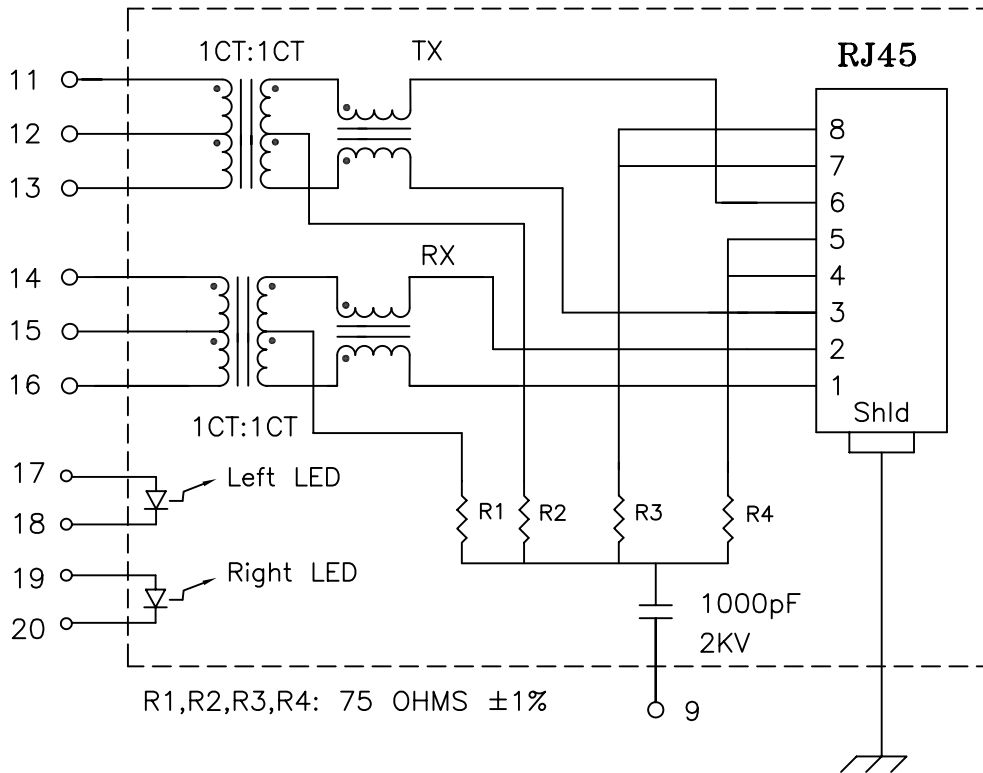 1CT:1CT
TX
RJ45
11
12
13
8
7
6
5
4
3
2
1
Shld
RX
14
15
16
1CT:1CT
17
18
Left LED
19
20
Right LED
R1
R2
R3
R4
1000pF
2KV
R1,R2,R3,R4: 75 OHMS ±1%
9